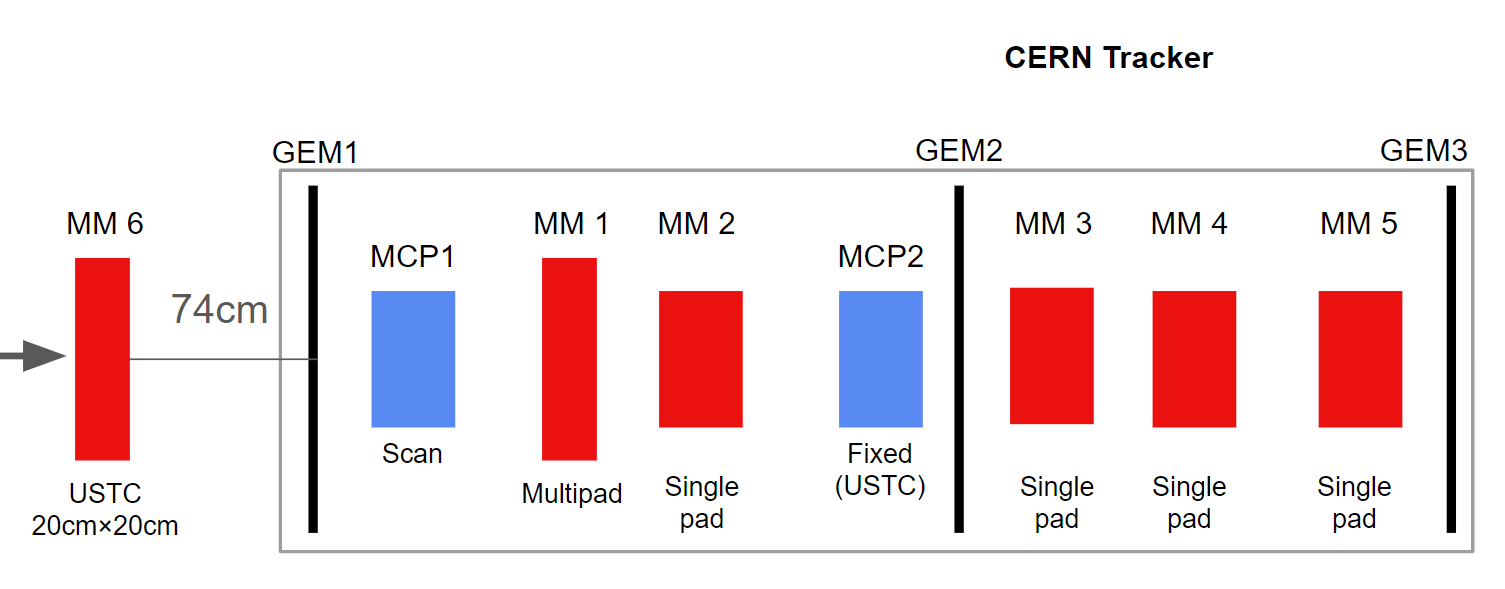 CERN Tracker
GEM1
GEM2
GEM3
MM 6
MM 1
MM 2
MM 3
MM 4
MM 5
MCP1
MCP2
74cm
Scan
Fixed
(USTC)
USTC
20cm×20cm
Multipad
Single
pad
Single
pad
Single
pad
Single
pad